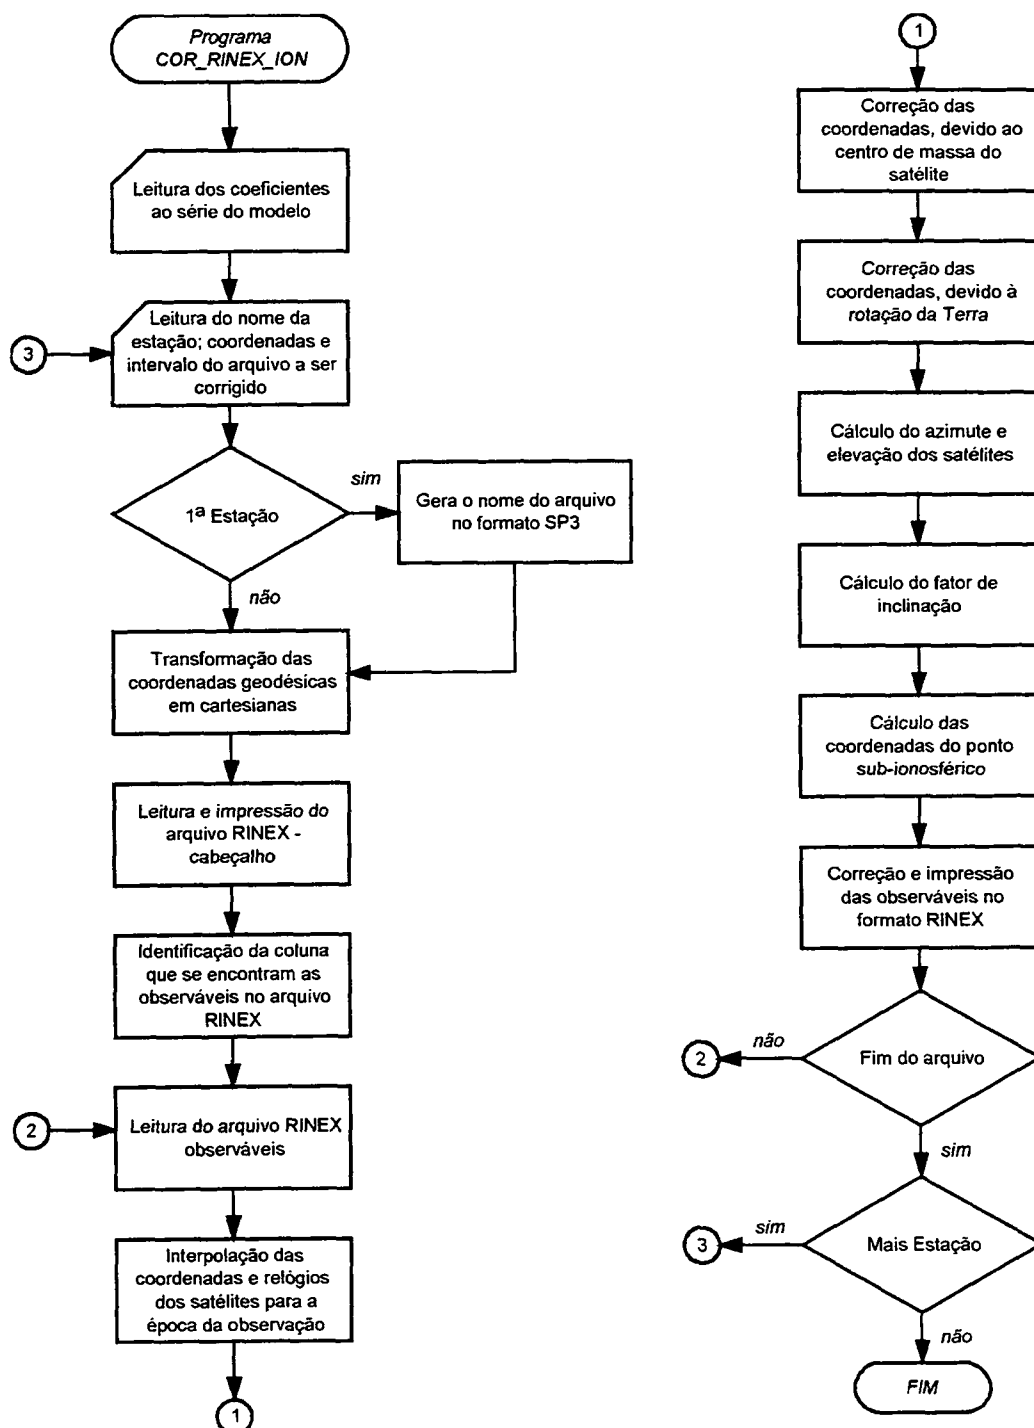 Programa
COR_RINEX_ION
Leitura dos coeficientes
ao série do modelo
3
Leitura do nome da
estação; coordenadas e
intervalo do arquivo a ser
corrigido
1ª Estação
sim
Gera o nome do arquivo
no formato SP3
não
Transformação das
coordenadas geodésicas
em cartesianas
Leitura e impressão do
arquivo RINEX -
cabeçalho
Identificação da coluna
que se encontram as
observáveis no arquivo
RINEX
2
Leitura do arquivo RINEX
observáveis
Interpolação das
coordenadas e relógios
dos satélites para a
época da observação
1
1
Correção das
coordenadas, devido ao
centro de massa do
satélite
Correção das
coordenadas, devido à
rotação da Terra
Cálculo do azimute e
elevação dos satélites
Cálculo do fator de
inclinação
Cálculo das
coordenadas do ponto
sub-ionosférico
Correção e impressão
das observáveis no
formato RINEX
Fim do arquivo
não
2
sim
Mais Estação
sim
3
não
FIM